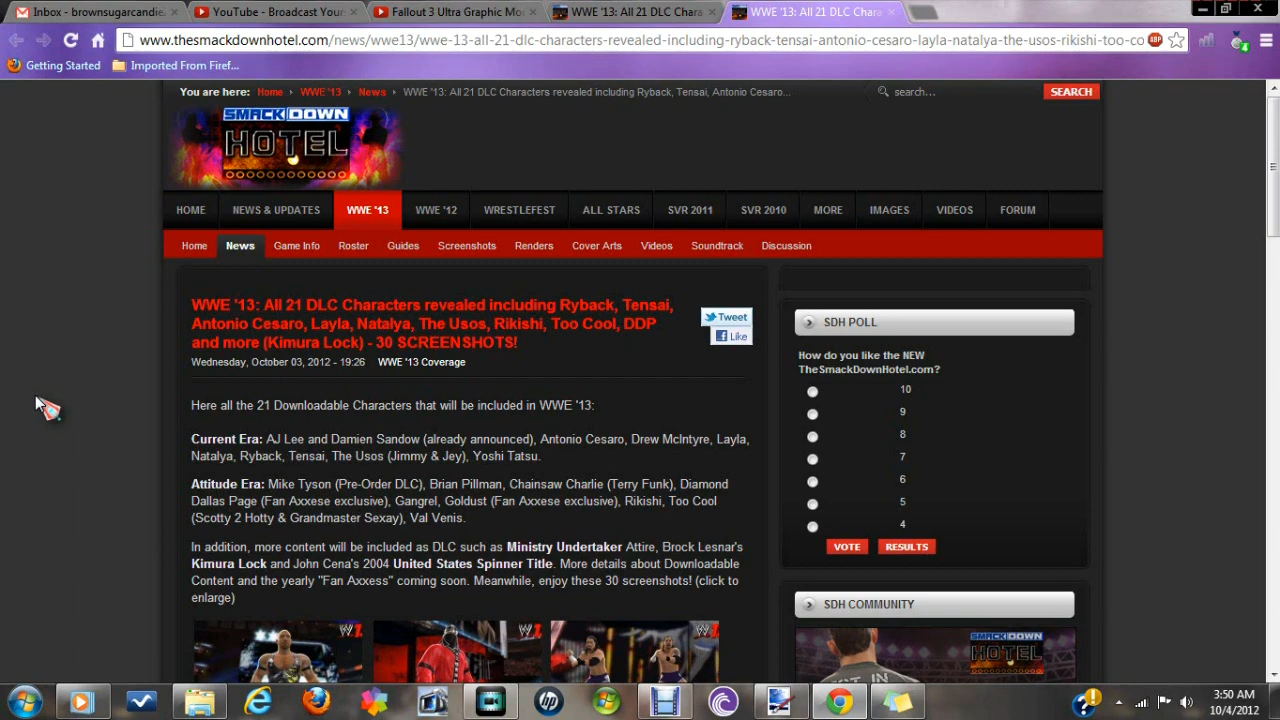 Inbox - brownsugarcandie.
YouTube - Broadcast Your
Fallout 3 Ultra Graphic Mo
WWE '13: All 21 DLC Chara
WWE '13: All 21 DLC Chara
www.thesmackdownhotel.com/news/wwe13/wwe-13-all-21-dlc-characters-revealed-including-ryback-tensai-antonio-cesaro-layla-natalya-the-usos-rikishi-too-co
ABP
Getting Started
Imported From Firef...
You are here: Home WWE '13 News WWE '13: All 21 DLC Characters revealed including Ryback, Tensai, Antonio Cesaro...
search...
SEARCH
SMACKDOWN
HOTEL
HOME NEWS & UPDATES WWE '13 WWE '12 WRESTLEFEST ALL STARS SVR 2011 SVR 2010 MORE IMAGES VIDEOS FORUM
Home News Game Info Roster Guides Screenshots Renders Cover Arts Videos Soundtrack Discussion
WWE '13: All 21 DLC Characters revealed including Ryback, Tensai,
Antonio Cesaro, Layla, Natalya, The Usos, Rikishi, Too Cool, DDP
and more (Kimura Lock) - 30 SCREENSHOTS!
Tweet
Like
Wednesday, October 03, 2012 - 19:26 WWE '13 Coverage
Here all the 21 Downloadable Characters that will be included in WWE '13:
Current Era: AJ Lee and Damien Sandow (already announced), Antonio Cesaro, Drew McIntyre, Layla,
Natalya, Ryback, Tensai, The Usos (Jimmy & Jey), Yoshi Tatsu.
Attitude Era: Mike Tyson (Pre-Order DLC), Brian Pillman, Chainsaw Charlie (Terry Funk), Diamond
Dallas Page (Fan Axxese exclusive), Gangrel, Goldust (Fan Axxese exclusive), Rikishi, Too Cool
(Scotty 2 Hotty & Grandmaster Sexay), Val Venis.
In addition, more content will be included as DLC such as Ministry Undertaker Attire, Brock Lesnar's
Kimura Lock and John Cena's 2004 United States Spinner Title. More details about Downloadable
Content and the yearly "Fan Axxess" coming soon. Meanwhile, enjoy these 30 screenshots! (click to
enlarge)
SDH POLL
How do you like the NEW
TheSmackDownHotel.com?
10
9
8
7
6
5
4
VOTE RESULTS
SDH COMMUNITY
SMACKDOWN
HOTEL
3:50 AM
10/4/2012